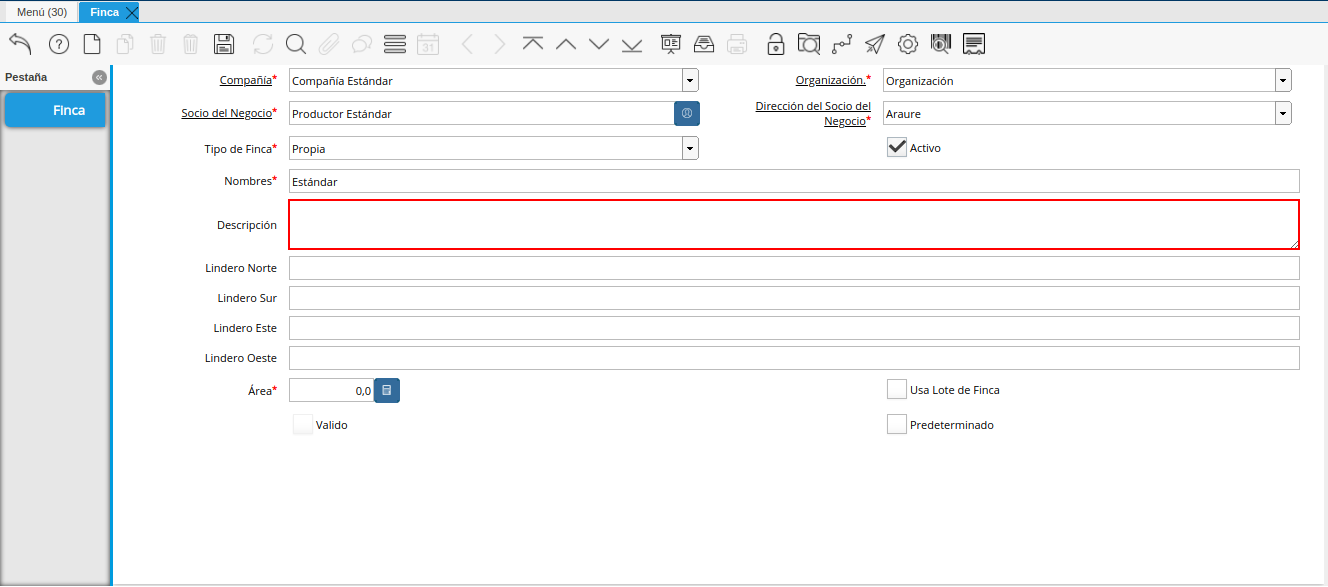 Menú (30)
Finca
31
Pestaña
Finca
Compañía* Compañía Estándar
Organización.* Organización
Socio del Negocio* Productor Estándar
Dirección del Socio del
Negocio* Araure
Tipo de Finca* Propia
Activo
Nombres* Estándar
Descripción
Lindero Norte
Lindero Sur
Lindero Este
Lindero Oeste
Área* 0,0
Usa Lote de Finca
Valido
Predeterminado